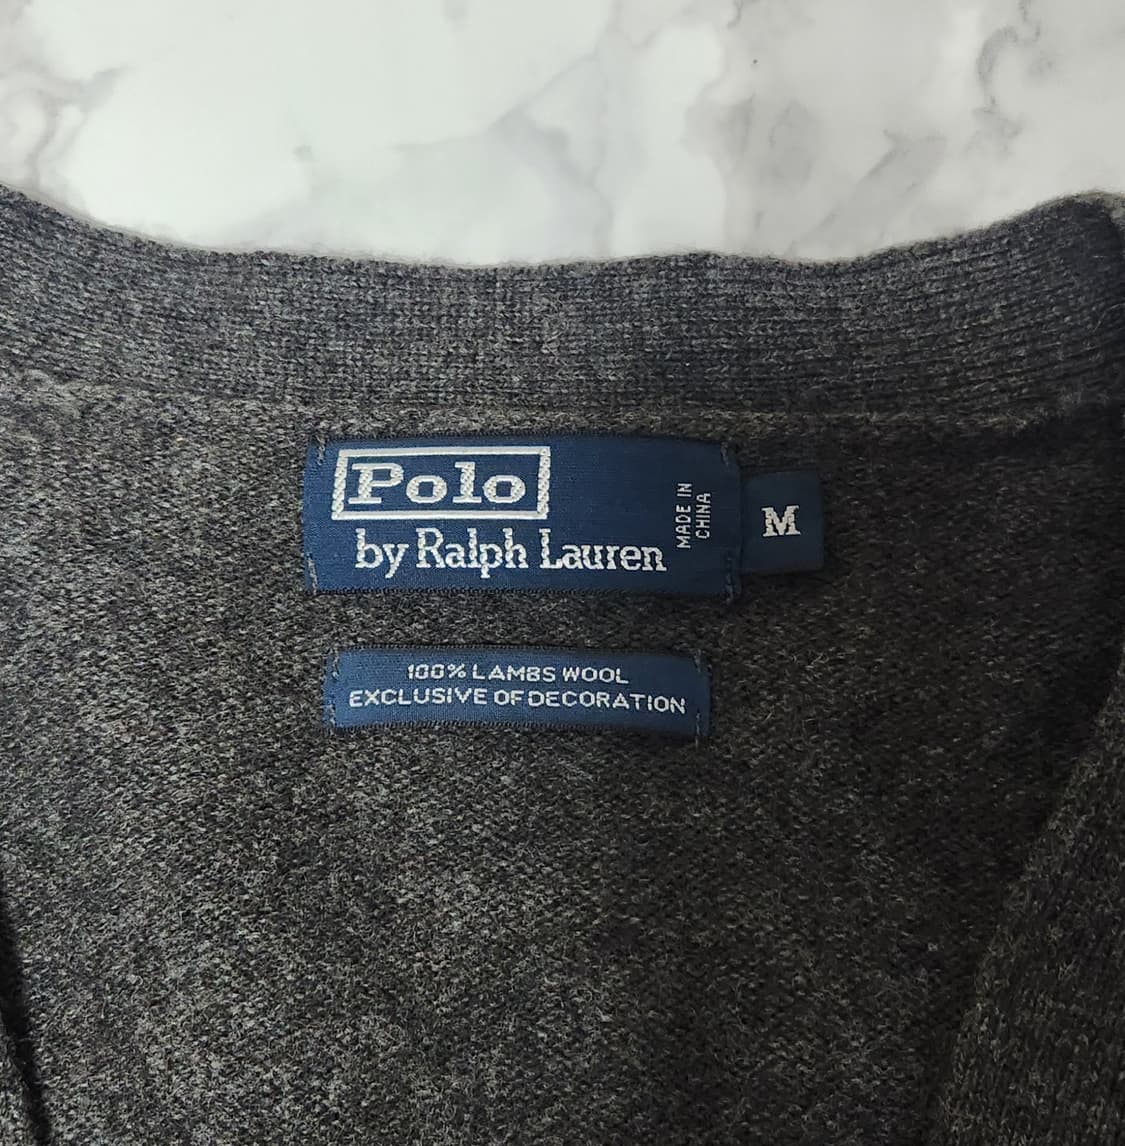 Polo
by Ralph Lauren
MADE IN
CHINA
M
100% LAMBS WOOL
EXCLUSIVE OF DECORATION